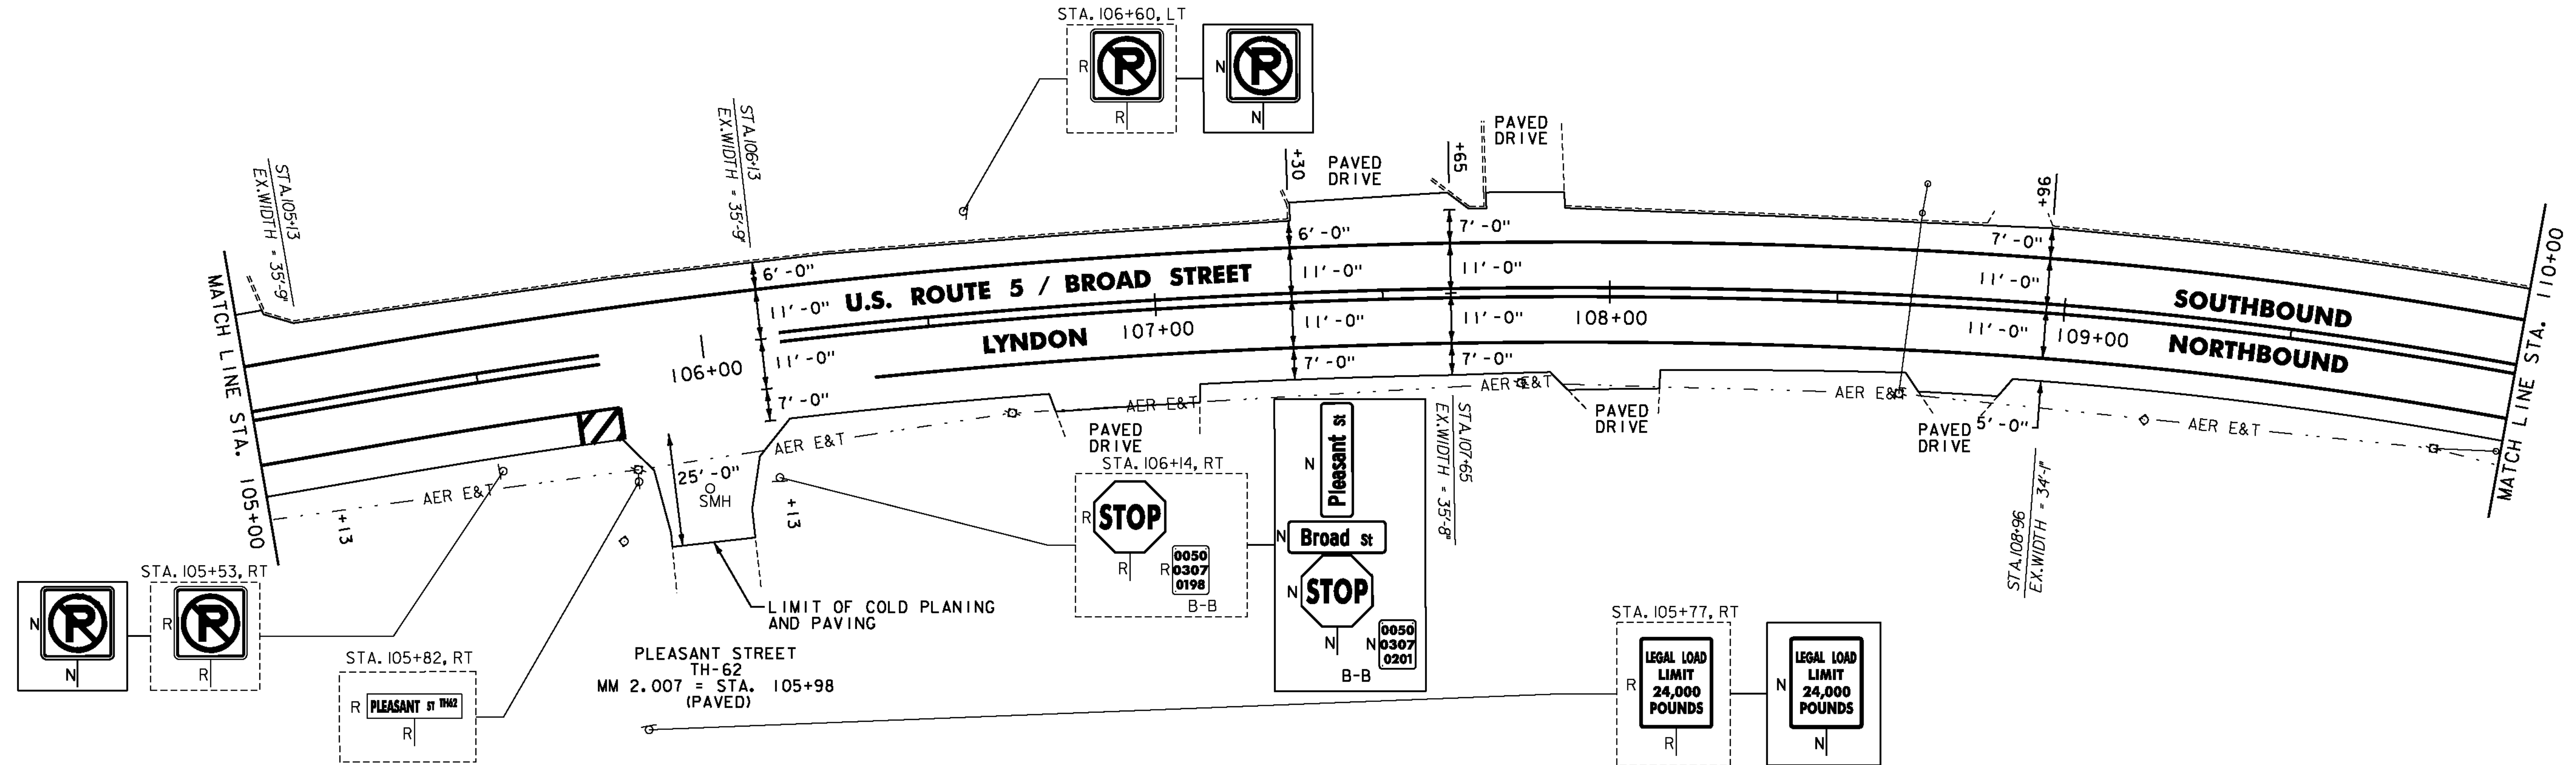 STA. 106+60, LT
R
P
R
N
P
N
STA. 105+13
EX. WIDTH = 35'-9"
STA. 106+13
EX. WIDTH = 35'-9"
+30
PAVED
DRIVE
+65
PAVED
DRIVE
+96
MATCH LINE STA. 105+00
MATCH LINE STA. 110+00
6'-0"
11'-0"
11'-0"
7'-0"
U.S. ROUTE 5 / BROAD STREET
LYNDON
106+00
107+00
108+00
109+00
6'-0"
11'-0"
11'-0"
7'-0"
7'-0"
11'-0"
11'-0"
7'-0"
7'-0"
11'-0"
11'-0"
5'-0"
SOUTHBOUND
NORTHBOUND
AER E&T
AER E&T
AER E&T
AER E&T
AER E&T
AER E&T
PAVED
DRIVE
PAVED
DRIVE
PAVED
DRIVE
+13
+13
25'-0"
SMH
STA. 107+65
EX. WIDTH = 35'-8"
STA. 108+96
EX. WIDTH = 34'-1"
STA. 106+14, RT
R
STOP
R
R
0050
0307
0198
B-B
N
Pleasant St
N
Broad St
N
STOP
N
N
0050
0307
0201
B-B
LIMIT OF COLD PLANING
AND PAVING
PLEASANT STREET
TH-62
MM 2.007 = STA. 105+98
(PAVED)
N
P
N
STA. 105+53, RT
R
P
R
STA. 105+82, RT
R
PLEASANT ST TH62
R
STA. 105+77, RT
R
LEGAL LOAD
LIMIT
24,000
POUNDS
R
N
LEGAL LOAD
LIMIT
24,000
POUNDS
N